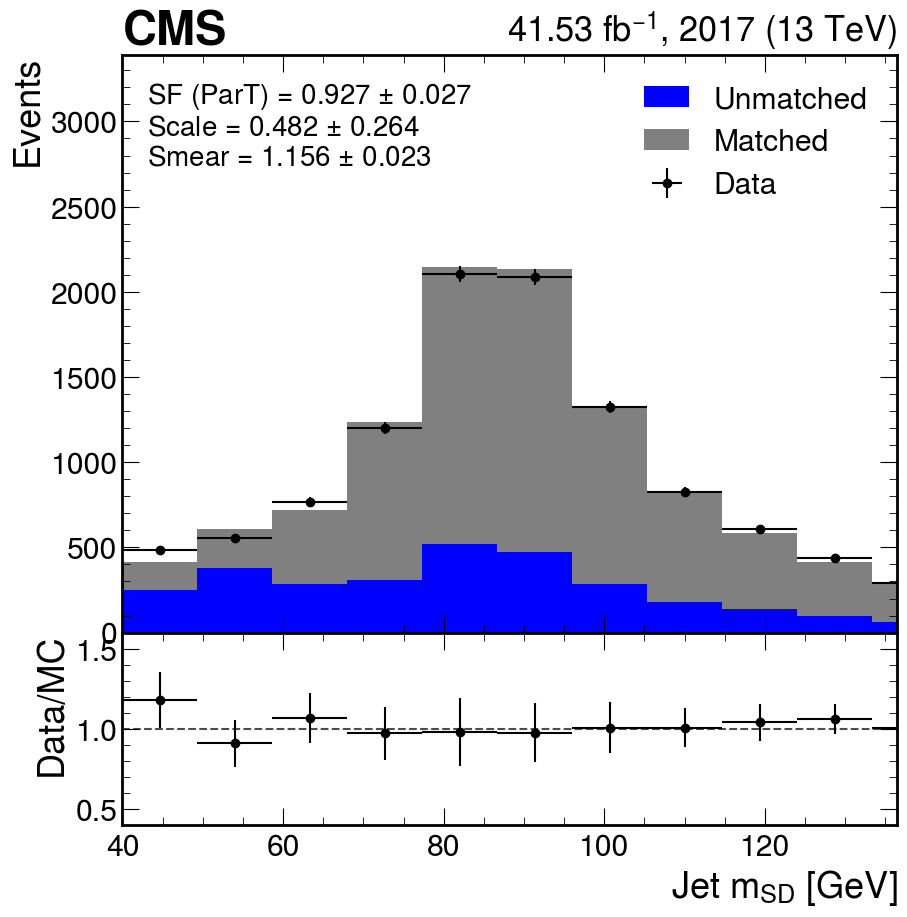 CMS
41.53 fb⁻¹, 2017 (13 TeV)
Events
SF (ParT) = 0.927 ± 0.027
Scale = 0.482 ± 0.264
Smear = 1.156 ± 0.023
Unmatched
Matched
Data
3000
2500
2000
1500
1000
500
0
Data/MC
1.5
1.0
0.5
40 60 80 100 120
Jet m_SD [GeV]